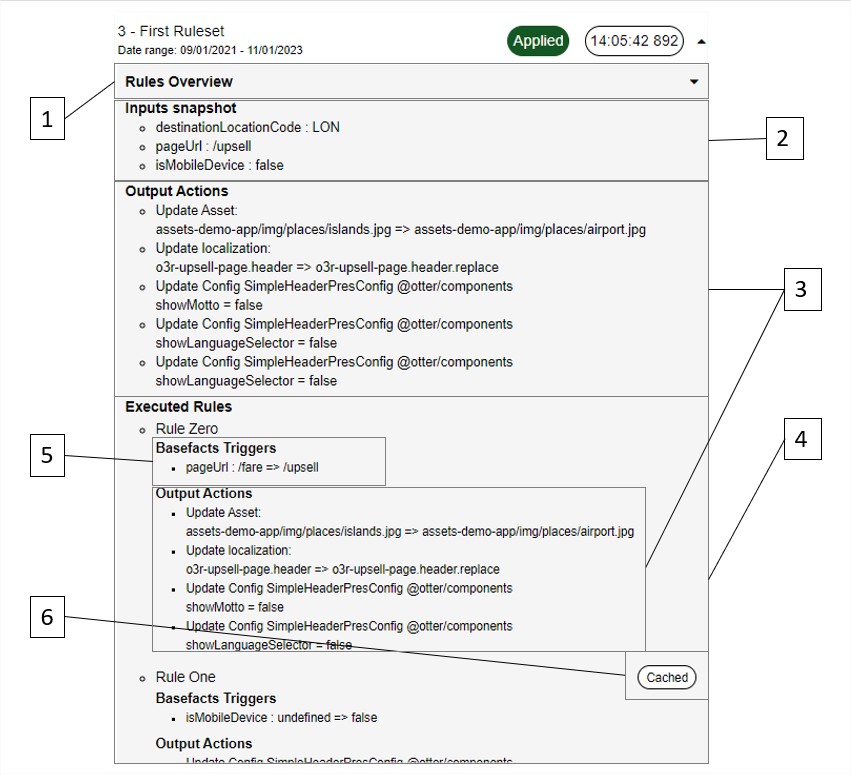 3 - First Ruleset
Applied
14:05:42 892
Date range: 09/01/2021 - 11/01/2023
Rules Overview
1
Inputs snapshot
destinationLocationCode : LON
2
pageUrl : /upsell
isMobileDevice : false
Output Actions
Update Asset:
assets-demo-app/img/places/islands.jpg => assets-demo-app/img/places/airport.jpg
Update localization:
o3r-upsell-page.header => o3r-upsell-page.header.replace
3
Update Config SimpleHeaderPresConfig @otter/components
showMotto = false
Update Config SimpleHeaderPresConfig @otter/components
showLanguageSelector = false
Update Config SimpleHeaderPresConfig @otter/components
showLanguageSelector = false
Executed Rules
Rule Zero
4
Basefacts Triggers
5
pageUrl : /fare => /upsell
Output Actions
Update Asset:
assets-demo-app/img/places/islands.jpg => assets-demo-app/img/places/airport.jpg
Update localization:
o3r-upsell-page.header => o3r-upsell-page.header.replace
Update Config SimpleHeaderPresConfig @otter/components
showMotto = false
6
Update Config SimpleHeaderPresConfig @otter/components
showLanguageSelector = false
Rule One
Cached
Basefacts Triggers
isMobileDevice : undefined => false
Output Actions
Update Config SimpleHeaderPresConfig @otter/components